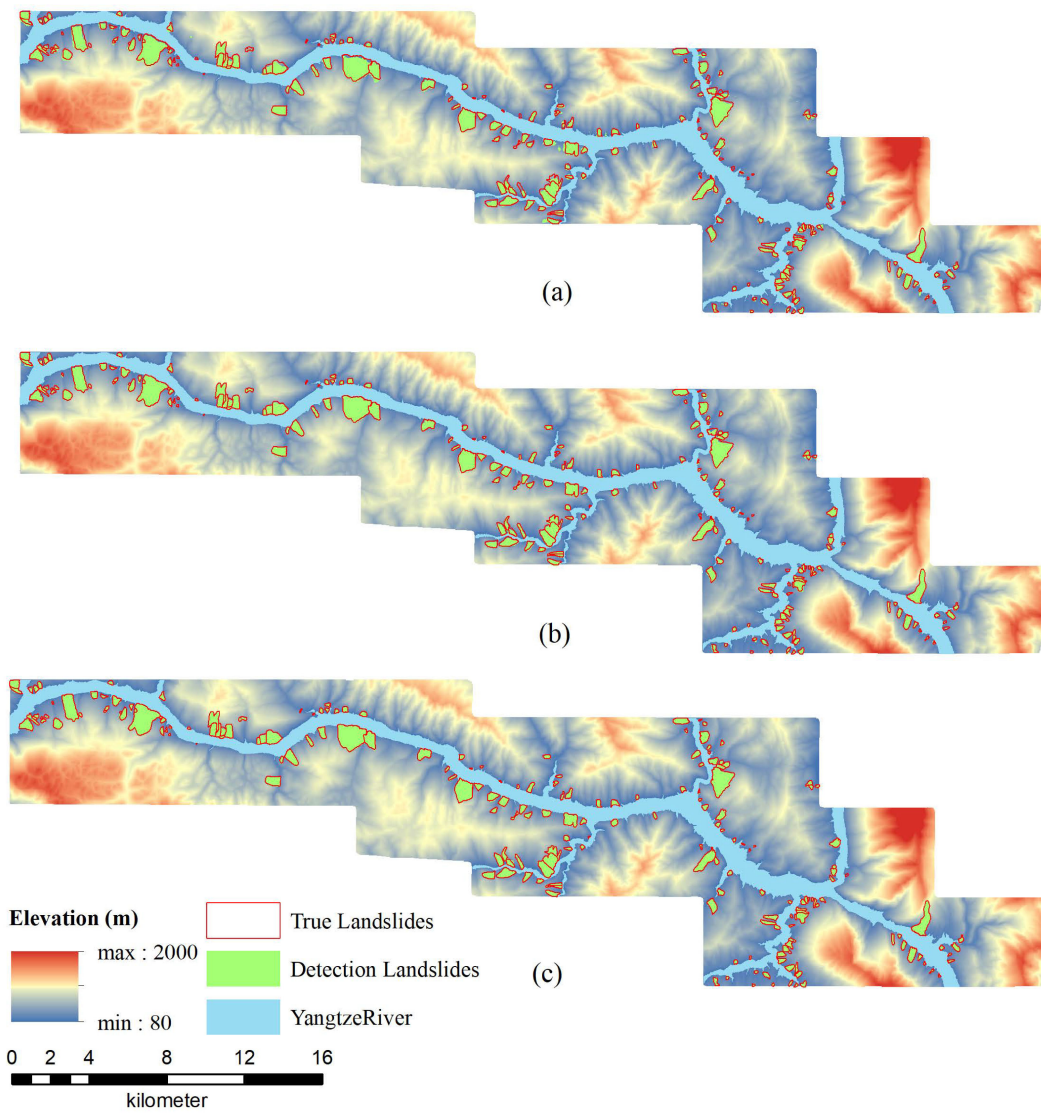 (a)
(b)
(c)
Elevation (m)
max : 2000
min : 80
True Landslides
Detection Landslides
YangtzeRiver
0 2 4 8 12 16
kilometer